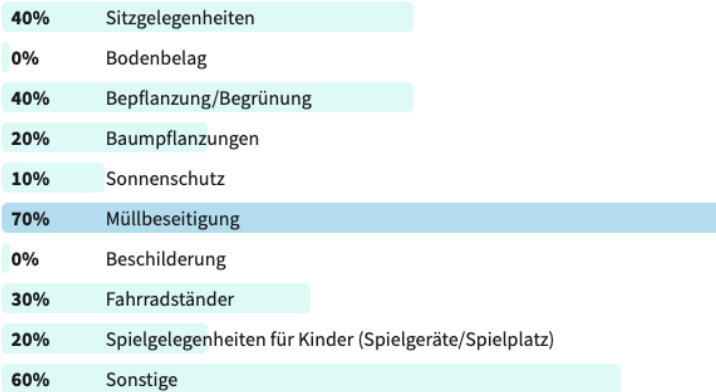 40% Sitzgelegenheiten
0% Bodenbelag
40% Bepflanzung/Begrünung
20% Baumpflanzungen
10% Sonnenschutz
70% Müllbeseitigung
0% Beschilderung
30% Fahrradständer
20% Spielgelegenheiten für Kinder (Spielgeräte/Spielplatz)
60% Sonstige